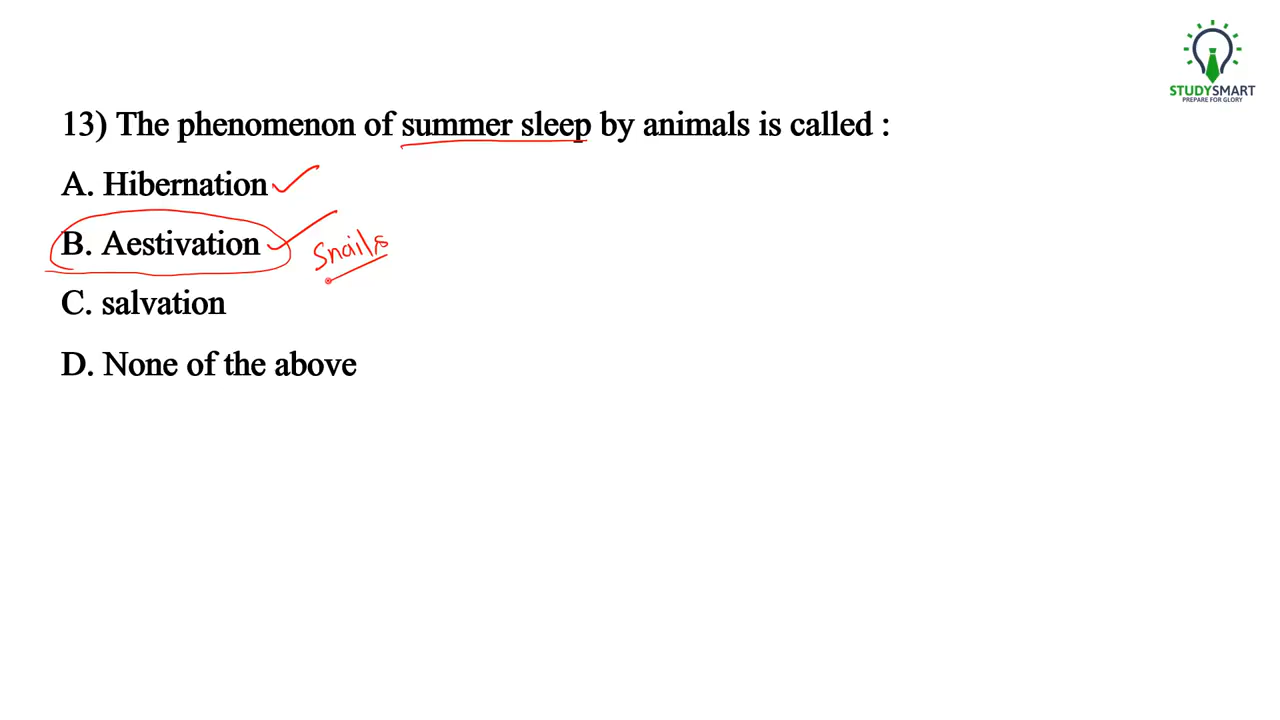 STUDYSMART
PREPARE FOR GLORY
13) The phenomenon of summer sleep by animals is called :
A. Hibernation
B. Aestivation
Snails
C. salvation
D. None of the above